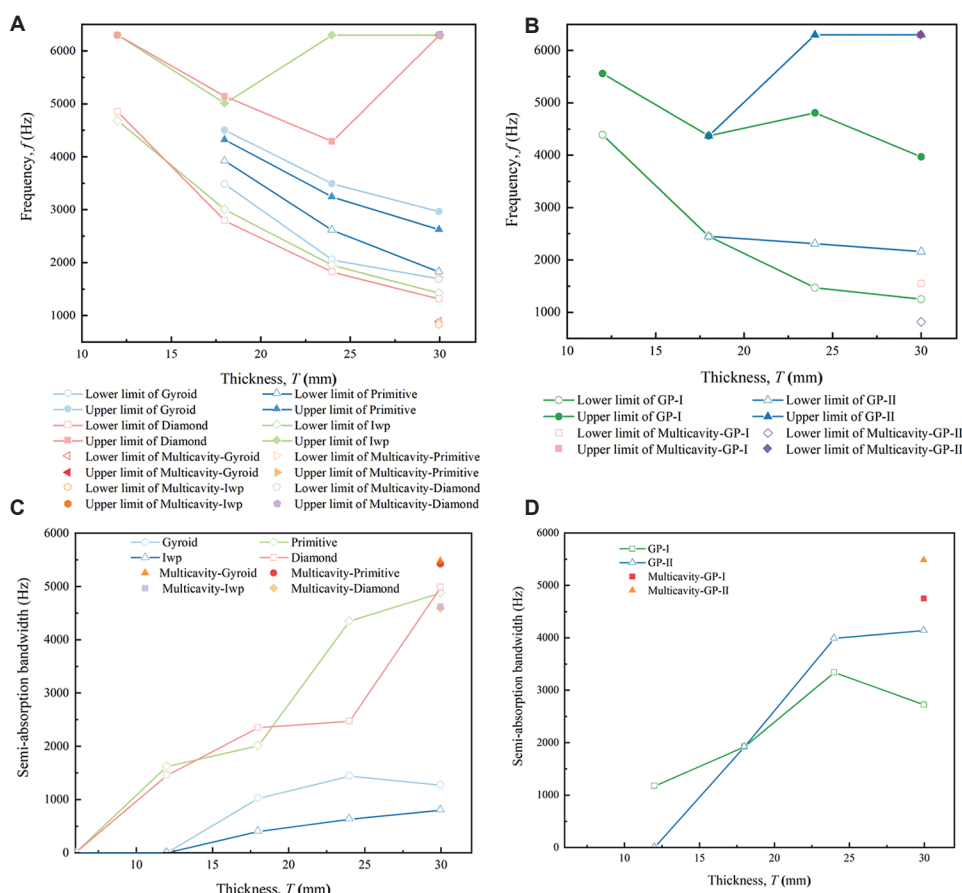 A
6000
5000
4000
3000
2000
1000
Frequency, f (Hz)
10 15 20 25 30
Thickness, T (mm)
Lower limit of Gyroid
Upper limit of Gyroid
Lower limit of Diamond
Upper limit of Diamond
Lower limit of Multicavity-Gyroid
Upper limit of Multicavity-Gyroid
Lower limit of Multicavity-Iwp
Upper limit of Multicavity-Iwp
Lower limit of Primitive
Upper limit of Primitive
Lower limit of Iwp
Upper limit of Iwp
Lower limit of Multicavity-Primitive
Upper limit of Multicavity-Primitive
Lower limit of Multicavity-Diamond
Upper limit of Multicavity-Diamond
B
6000
5000
4000
3000
2000
1000
Frequency, f (Hz)
10 15 20 25 30
Thickness, T (mm)
Lower limit of GP-I
Upper limit of GP-I
Lower limit of Multicavity-GP-I
Upper limit of Multicavity-GP-I
Lower limit of GP-II
Upper limit of GP-II
Lower limit of Multicavity-GP-II
Lower limit of Multicavity-GP-II
C
6000
5000
4000
3000
2000
1000
0
Semi-absorption bandwidth (Hz)
Gyroid
Iwp
Multicavity-Gyroid
Multicavity-Iwp
Primitive
Diamond
Multicavity-Primitive
Multicavity-Diamond
10 15 20 25 30
Thickness, T (mm)
D
6000
5000
4000
3000
2000
1000
0
Semi-absorption bandwidth (Hz)
GP-I
GP-II
Multicavity-GP-I
Multicavity-GP-II
10 15 20 25 30
Thickness, T (mm)